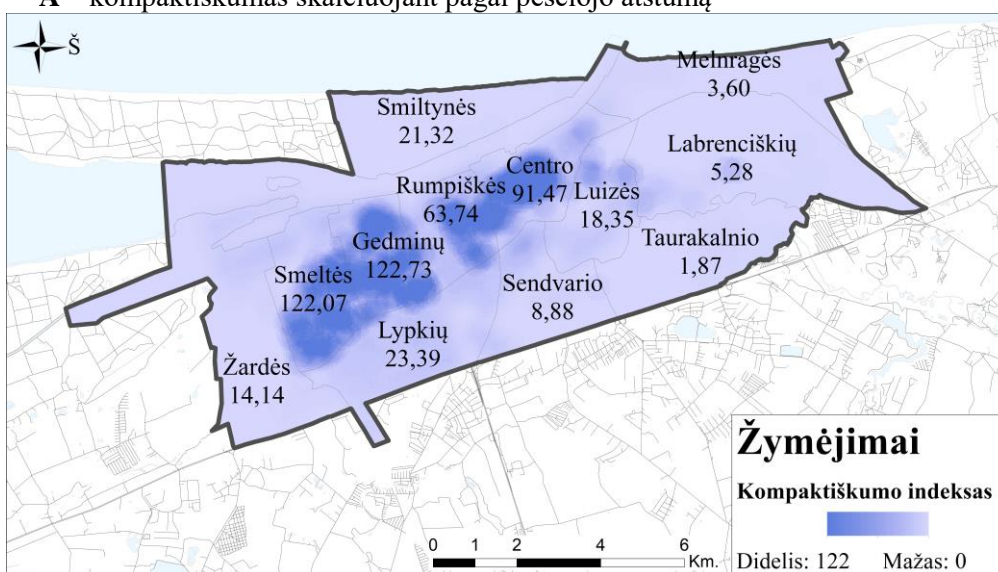 A – kompaktiškumas skaleluojant pagal pėsčiojo atstumą
Š
Melnragės
3,60
Smiltynės
21,32
Labrenciškių
5,28
Centro
91,47
Rumpiškės
63,74
Luizės
18,35
Gedminų
122,73
Taurakalnio
1,87
Smeltės
122,07
Sendvario
8,88
Lypkių
23,39
Žardės
14,14
Žymėjimai
Kompaktiškumo indeksas
Didelis: 122 Mažas: 0
0 1 2 4 6
Km.